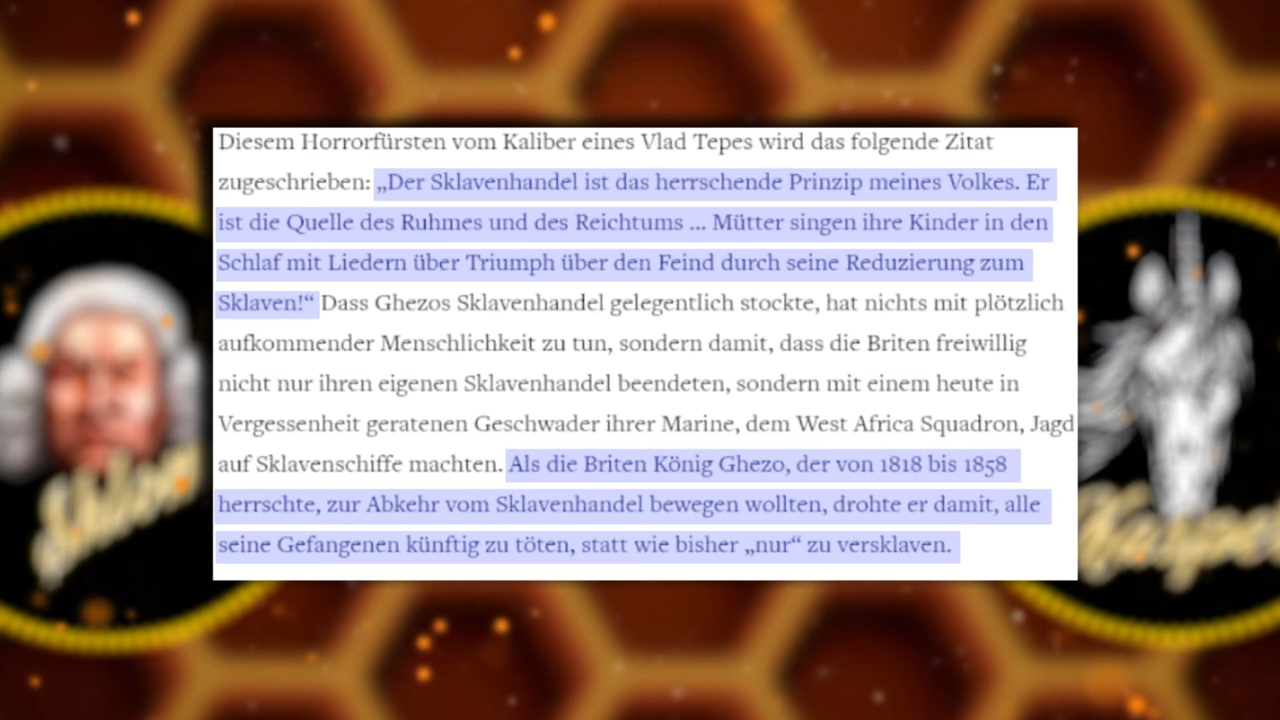 Diesem Horrorfürsten vom Kaliber eines Vlad Tepes wird das folgende Zitat
zugeschrieben: „Der Sklavenhandel ist das herrschende Prinzip meines Volkes. Er
ist die Quelle des Ruhmes und des Reichtums ... Mütter singen ihre Kinder in den
Schlaf mit Liedern über Triumph über den Feind durch seine Reduzierung zum
Sklaven!“ Dass Ghezos Sklavenhandel gelegentlich stockte, hat nichts mit plötzlich
aufkommender Menschlichkeit zu tun, sondern damit, dass die Briten freiwillig
nicht nur ihren eigenen Sklavenhandel beendeten, sondern mit einem heute in
Vergessenheit geratenen Geschwader ihrer Marine, dem West Africa Squadron, Jagd
auf Sklavenschiffe machten. Als die Briten König Ghezo, der von 1818 bis 1858
herrschte, zur Abkehr vom Sklavenhandel bewegen wollten, drohte er damit, alle
seine Gefangenen künftig zu töten, statt wie bisher „nur“ zu versklaven.